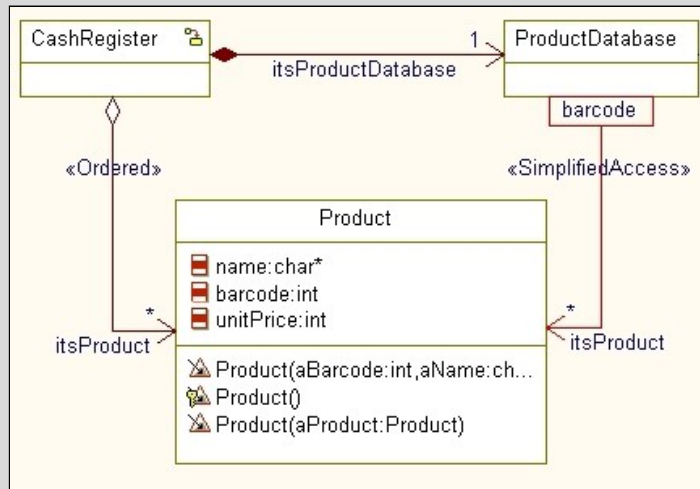 CashRegister
1
ProductDatabase
itsProductDatabase
barcode
«Ordered»
«SimplifiedAccess»
Product
name:char*
barcode:int
unitPrice:int
*
itsProduct
*
itsProduct
Product(aBarcode:int,aName:ch...
Product()
Product(aProduct:Product)